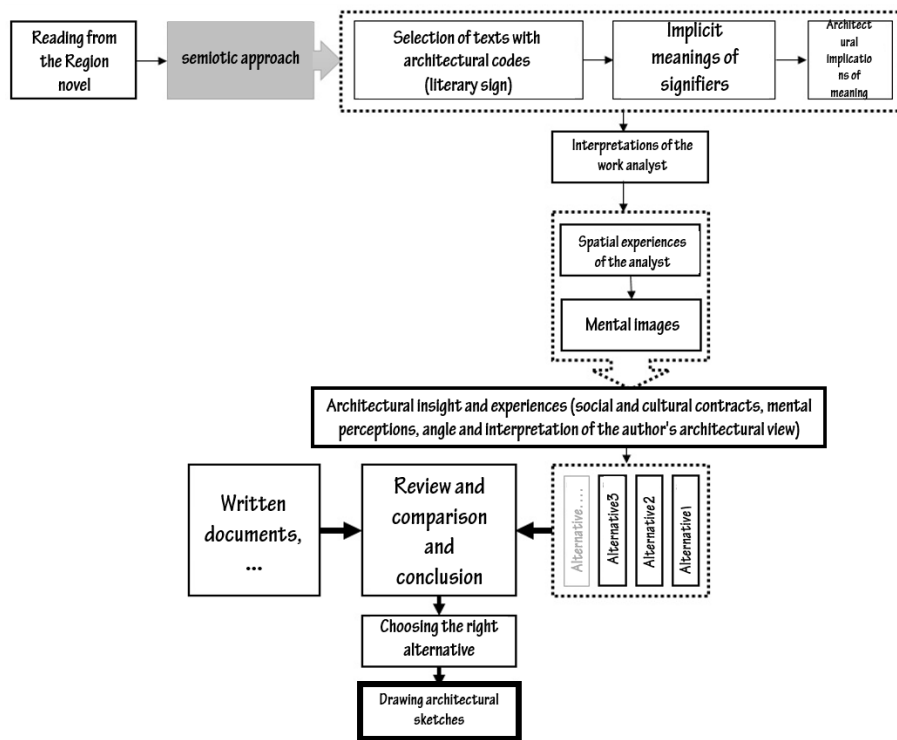 Reading from
the Region
novel
semiotic approach
Selection of texts with
architectural codes
(literary sign)
Implicit
meanings of
signifiers
Architect
ural
implicatio
ns of
meaning
Interpretations of the
work analyst
Spatial experiences
of the analyst
Mental images
Architectural insight and experiences (social and cultural contracts, mental
perceptions, angle and interpretation of the author's architectural view)
Written
documents,
...
Review and
comparison
and
conclusion
Alternative....
Alternative3
Alternative2
Alternative1
Choosing the right
alternative
Drawing architectural
sketches